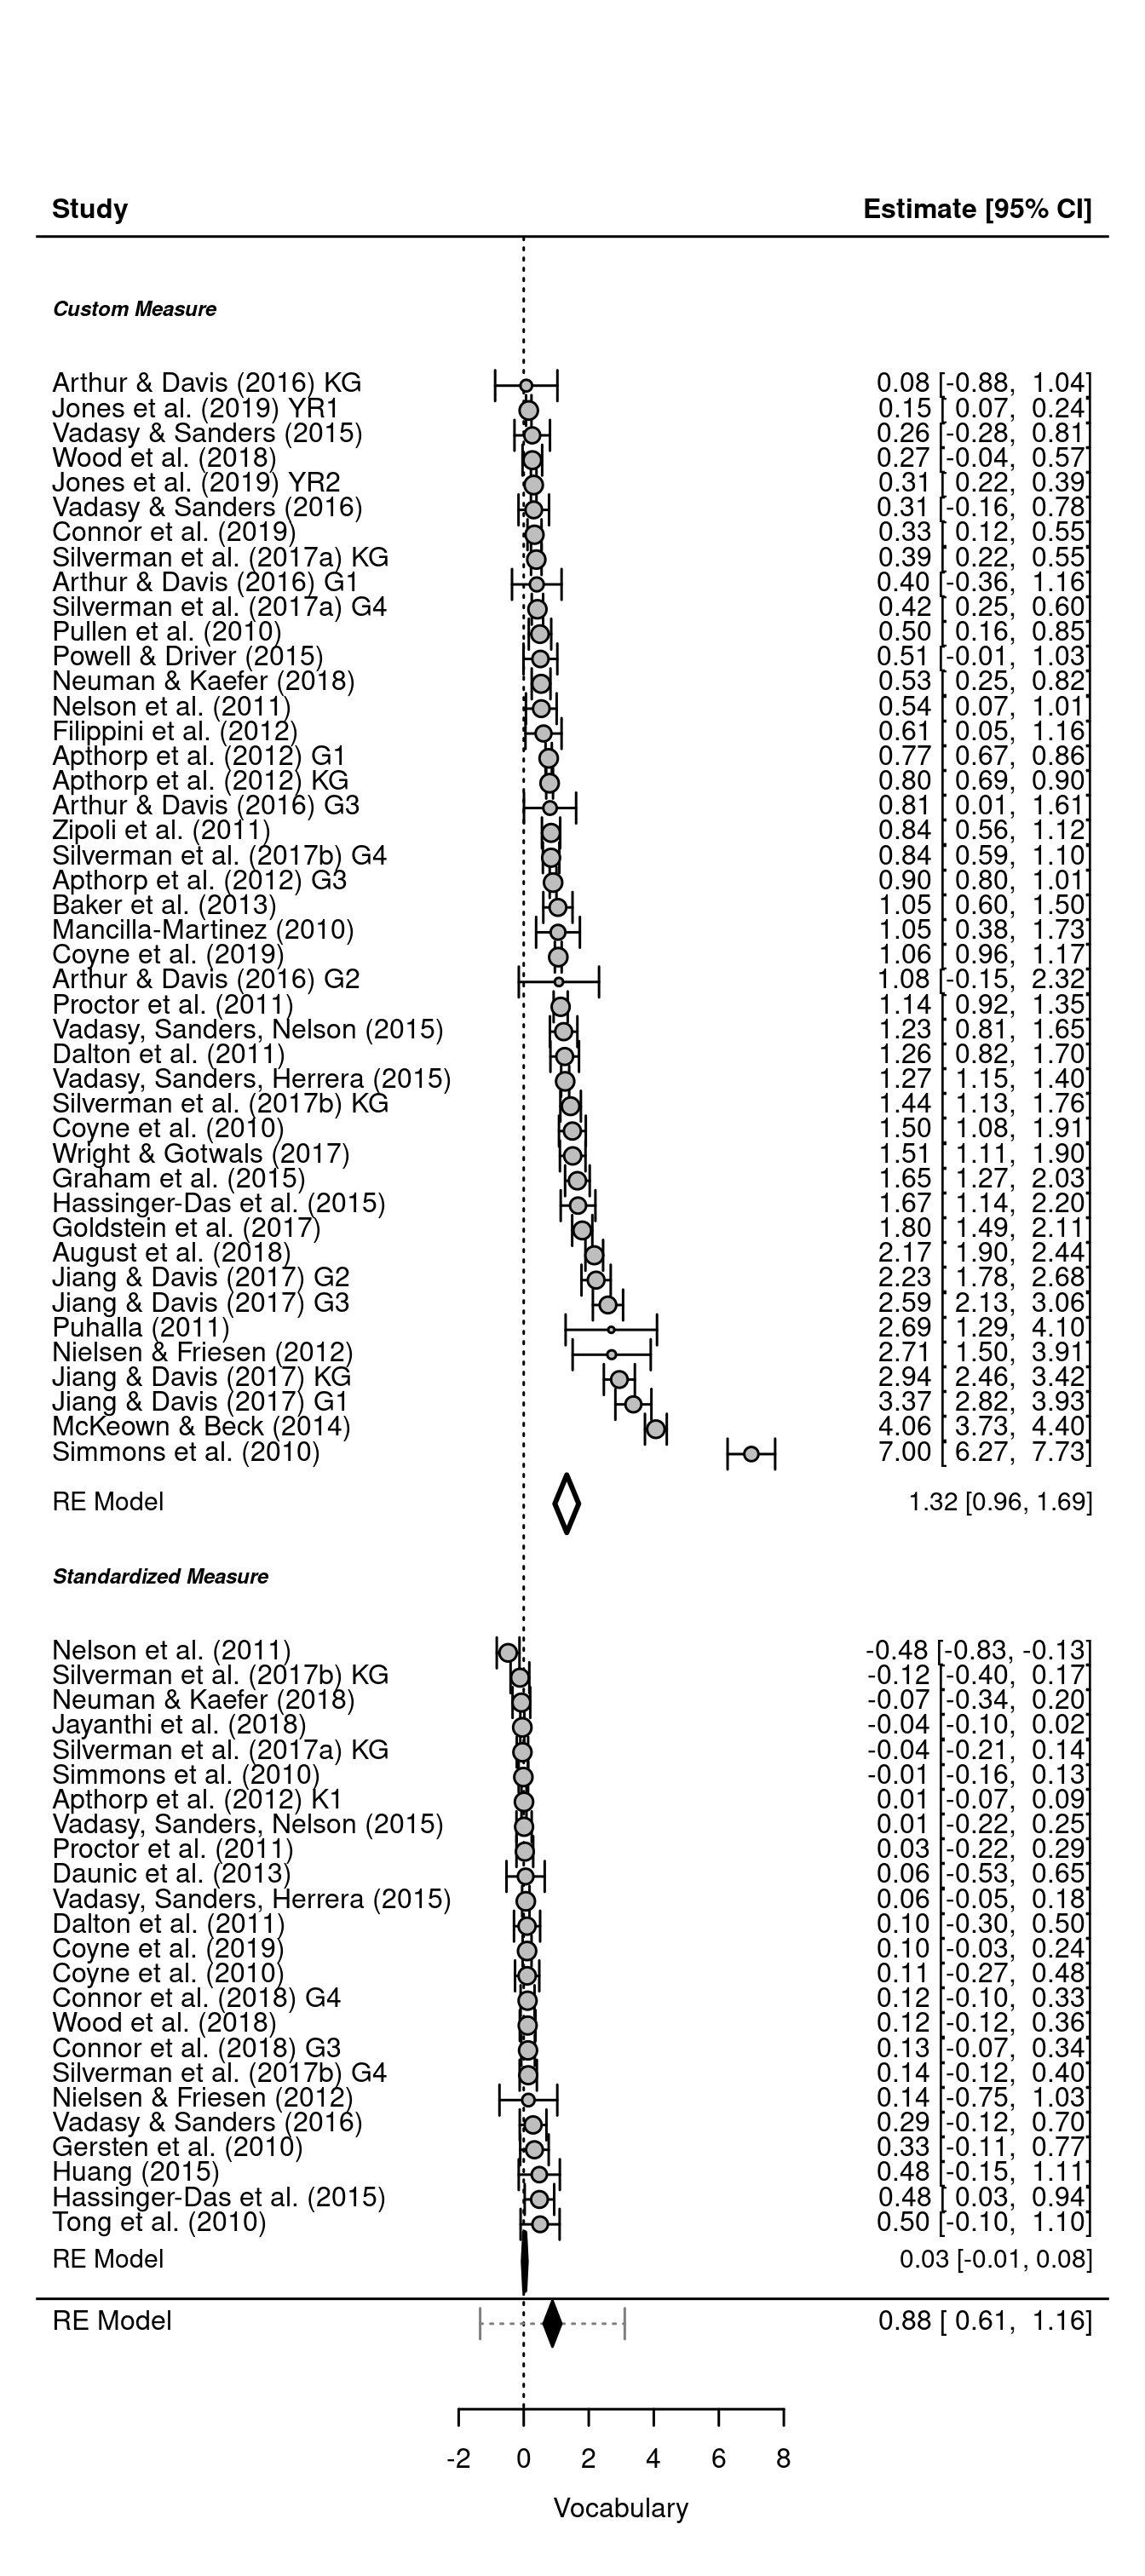 Study Estimate [95% CI]
Custom Measure
Arthur & Davis (2016) KG 0.08 [-0.88, 1.04]
Jones et al. (2019) YR1 0.15 [ 0.07, 0.24]
Vadasy & Sanders (2015) 0.26 [-0.28, 0.81]
Wood et al. (2018) 0.27 [-0.04, 0.57]
Jones et al. (2019) YR2 0.31 [ 0.22, 0.39]
Vadasy & Sanders (2016) 0.31 [-0.16, 0.78]
Connor et al. (2019) 0.33 [ 0.12, 0.55]
Silverman et al. (2017a) KG 0.39 [ 0.22, 0.55]
Arthur & Davis (2016) G1 0.40 [-0.36, 1.16]
Silverman et al. (2017a) G4 0.42 [ 0.25, 0.60]
Pullen et al. (2010) 0.50 [ 0.16, 0.85]
Powell & Driver (2015) 0.51 [-0.01, 1.03]
Neuman & Kaefer (2018) 0.53 [ 0.25, 0.82]
Nelson et al. (2011) 0.54 [ 0.07, 1.01]
Filippini et al. (2012) 0.61 [ 0.05, 1.16]
Apthorp et al. (2012) G1 0.77 [ 0.67, 0.86]
Apthorp et al. (2012) KG 0.80 [ 0.69, 0.90]
Arthur & Davis (2016) G3 0.81 [ 0.01, 1.61]
Zipoli et al. (2011) 0.84 [ 0.56, 1.12]
Silverman et al. (2017b) G4 0.84 [ 0.59, 1.10]
Apthorp et al. (2012) G3 0.90 [ 0.80, 1.01]
Baker et al. (2013) 1.05 [ 0.60, 1.50]
Mancilla-Martinez (2010) 1.05 [ 0.38, 1.73]
Coyne et al. (2019) 1.06 [ 0.96, 1.17]
Arthur & Davis (2016) G2 1.08 [-0.15, 2.32]
Proctor et al. (2011) 1.14 [ 0.92, 1.35]
Vadasy, Sanders, Nelson (2015) 1.23 [ 0.81, 1.65]
Dalton et al. (2011) 1.26 [ 0.82, 1.70]
Vadasy, Sanders, Herrera (2015) 1.27 [ 1.15, 1.40]
Silverman et al. (2017b) KG 1.44 [ 1.13, 1.76]
Coyne et al. (2010) 1.50 [ 1.08, 1.91]
Wright & Gotwals (2017) 1.51 [ 1.11, 1.90]
Graham et al. (2015) 1.65 [ 1.27, 2.03]
Hassinger-Das et al. (2015) 1.67 [ 1.14, 2.20]
Goldstein et al. (2017) 1.80 [ 1.49, 2.11]
August et al. (2018) 2.17 [ 1.90, 2.44]
Jiang & Davis (2017) G2 2.23 [ 1.78, 2.68]
Jiang & Davis (2017) G3 2.59 [ 2.13, 3.06]
Puhalla (2011) 2.69 [ 1.29, 4.10]
Nielsen & Friesen (2012) 2.71 [ 1.50, 3.91]
Jiang & Davis (2017) KG 2.94 [ 2.46, 3.42]
Jiang & Davis (2017) G1 3.37 [ 2.82, 3.93]
McKeown & Beck (2014) 4.06 [ 3.73, 4.40]
Simmons et al. (2010) 7.00 [ 6.27, 7.73]
RE Model 1.32 [0.96, 1.69]
Standardized Measure
Nelson et al. (2011) -0.48 [-0.83, -0.13]
Silverman et al. (2017b) KG -0.12 [-0.40, 0.17]
Neuman & Kaefer (2018) -0.07 [-0.34, 0.20]
Jayanthi et al. (2018) -0.04 [-0.10, 0.02]
Silverman et al. (2017a) KG -0.04 [-0.21, 0.14]
Simmons et al. (2010) -0.01 [-0.16, 0.13]
Apthorp et al. (2012) K1 0.01 [-0.07, 0.09]
Vadasy, Sanders, Nelson (2015) 0.01 [-0.22, 0.25]
Proctor et al. (2011) 0.03 [-0.22, 0.29]
Daunic et al. (2013) 0.06 [-0.53, 0.65]
Vadasy, Sanders, Herrera (2015) 0.06 [-0.05, 0.18]
Dalton et al. (2011) 0.10 [-0.30, 0.50]
Coyne et al. (2019) 0.10 [-0.03, 0.24]
Coyne et al. (2010) 0.11 [-0.27, 0.48]
Connor et al. (2018) G4 0.12 [-0.10, 0.33]
Wood et al. (2018) 0.12 [-0.12, 0.36]
Connor et al. (2018) G3 0.13 [-0.07, 0.34]
Silverman et al. (2017b) G4 0.14 [-0.12, 0.40]
Nielsen & Friesen (2012) 0.14 [-0.75, 1.03]
Vadasy & Sanders (2016) 0.29 [-0.12, 0.70]
Gersten et al. (2010) 0.33 [-0.11, 0.77]
Huang (2015) 0.48 [-0.15, 1.11]
Hassinger-Das et al. (2015) 0.48 [ 0.03, 0.94]
Tong et al. (2010) 0.50 [-0.10, 1.10]
RE Model 0.03 [-0.01, 0.08]
RE Model 0.88 [ 0.61, 1.16]
-2 0 2 4 6 8
Vocabulary